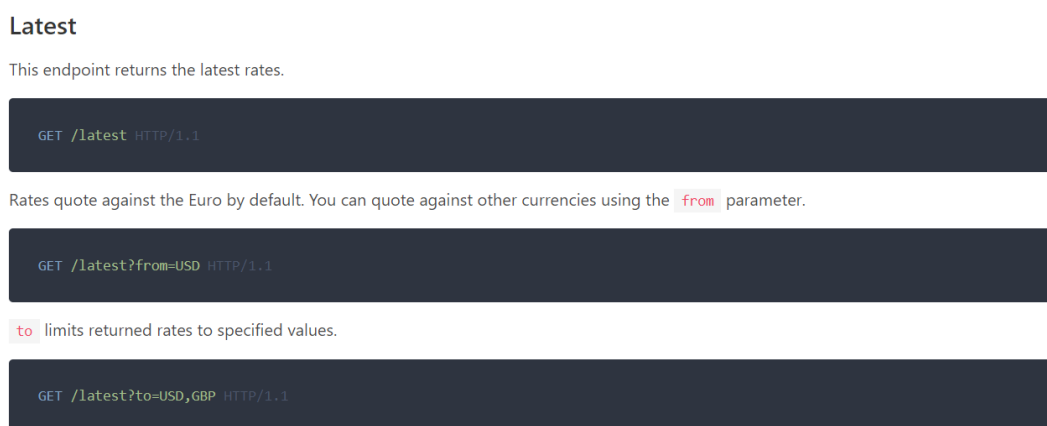 Latest
This endpoint returns the latest rates.
GET /latest HTTP/1.1
Rates quote against the Euro by default. You can quote against other currencies using the from parameter.
GET /latest?from=USD HTTP/1.1
to limits returned rates to specified values.
GET /latest?to=USD,GBP HTTP/1.1